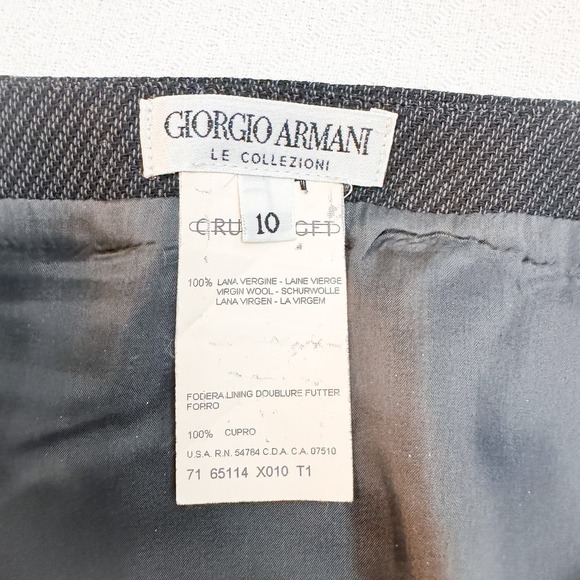 GIORGIO ARMANI
LE COLLEZIONI
10
GFT
100% LANA VERGINE - LAINE VIERGE
VIRGIN WOOL - SCHURWOLLE
LANA VIRGEN - LA VIRGEM
FODERA LINING DOUBLURE FUTTER
FORRO
100% CUPRO
U.S.A. R.N. 54784 C.D.A. C.A. 07510
71 65114 X010 T1